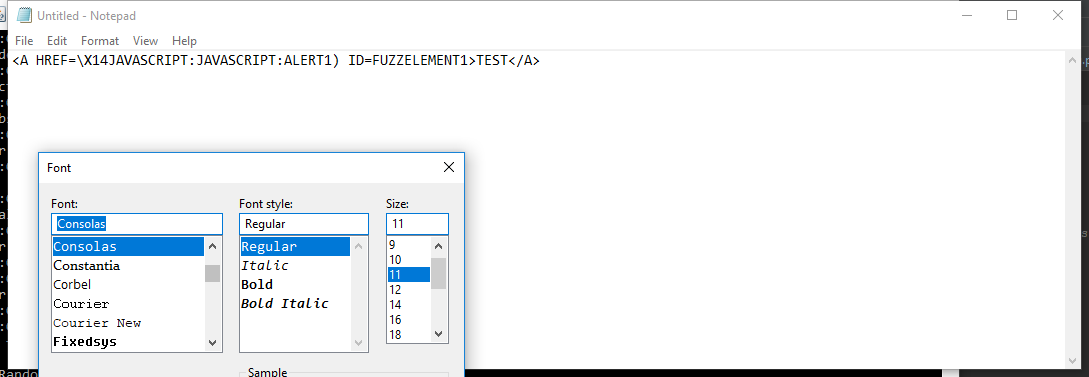 Untitled - Notepad
File Edit Format View Help
<A HREF=\X14JAVASCRIPT:JAVASCRIPT:ALERT1) ID=FUZZELEMENT1>TEST</A>
Font
Font: Font style: Size:
Consolas Regular 11
Consolas Regular 9
Constantia Italic 10
Corbel Bold 11
Courier Bold Italic 12
Courier New 14
Fixedsys 16
18
Sample